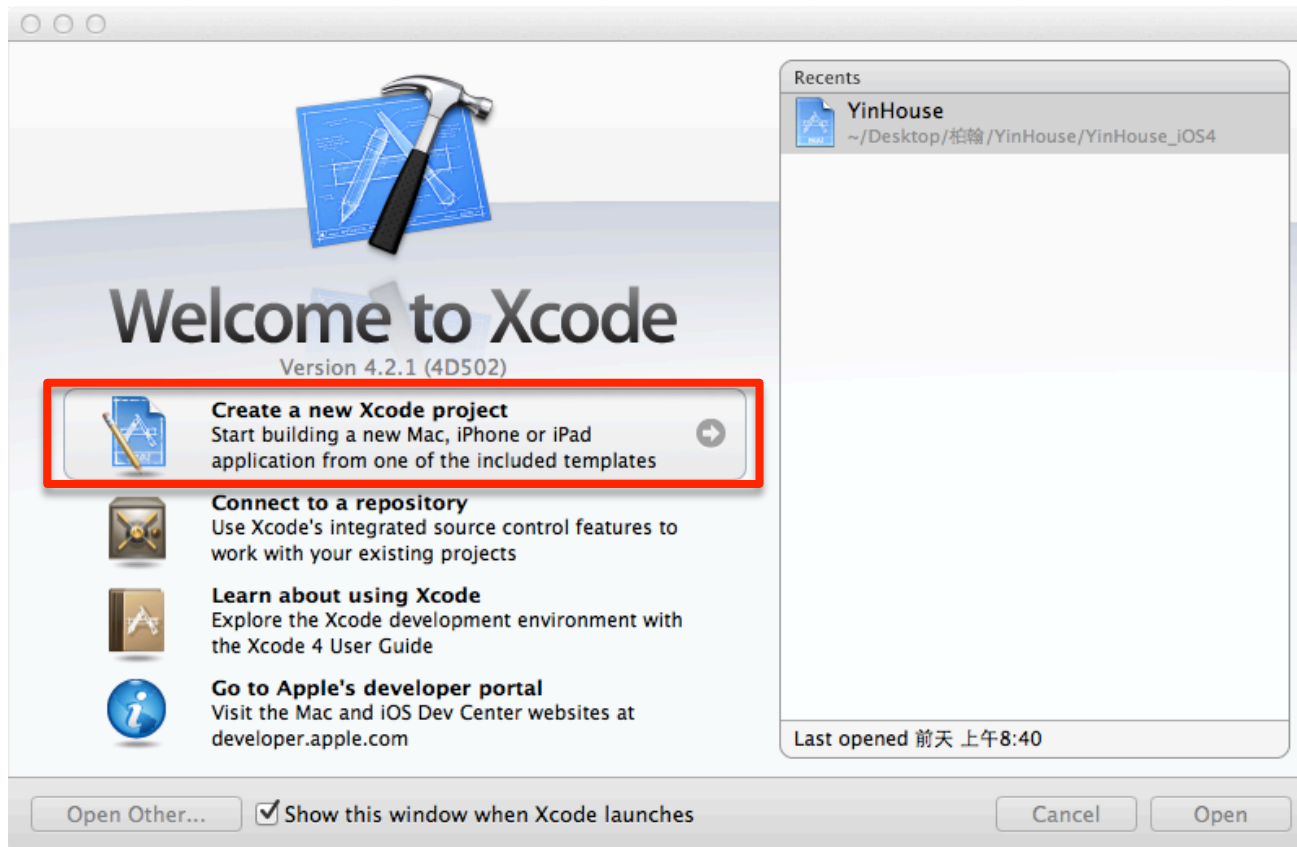 Welcome to Xcode
Version 4.2.1 (4D502)
Create a new Xcode project
Start building a new Mac, iPhone or iPad
application from one of the included templates
Connect to a repository
Use Xcode's integrated source control features to
work with your existing projects
Learn about using Xcode
Explore the Xcode development environment with
the Xcode 4 User Guide
Go to Apple's developer portal
Visit the Mac and iOS Dev Center websites at
developer.apple.com
Recents
YinHouse
~/Desktop/柏翰/YinHouse/YinHouse_iOS4
Last opened 前天 上午8:40
Open Other...
Show this window when Xcode launches
Cancel
Open